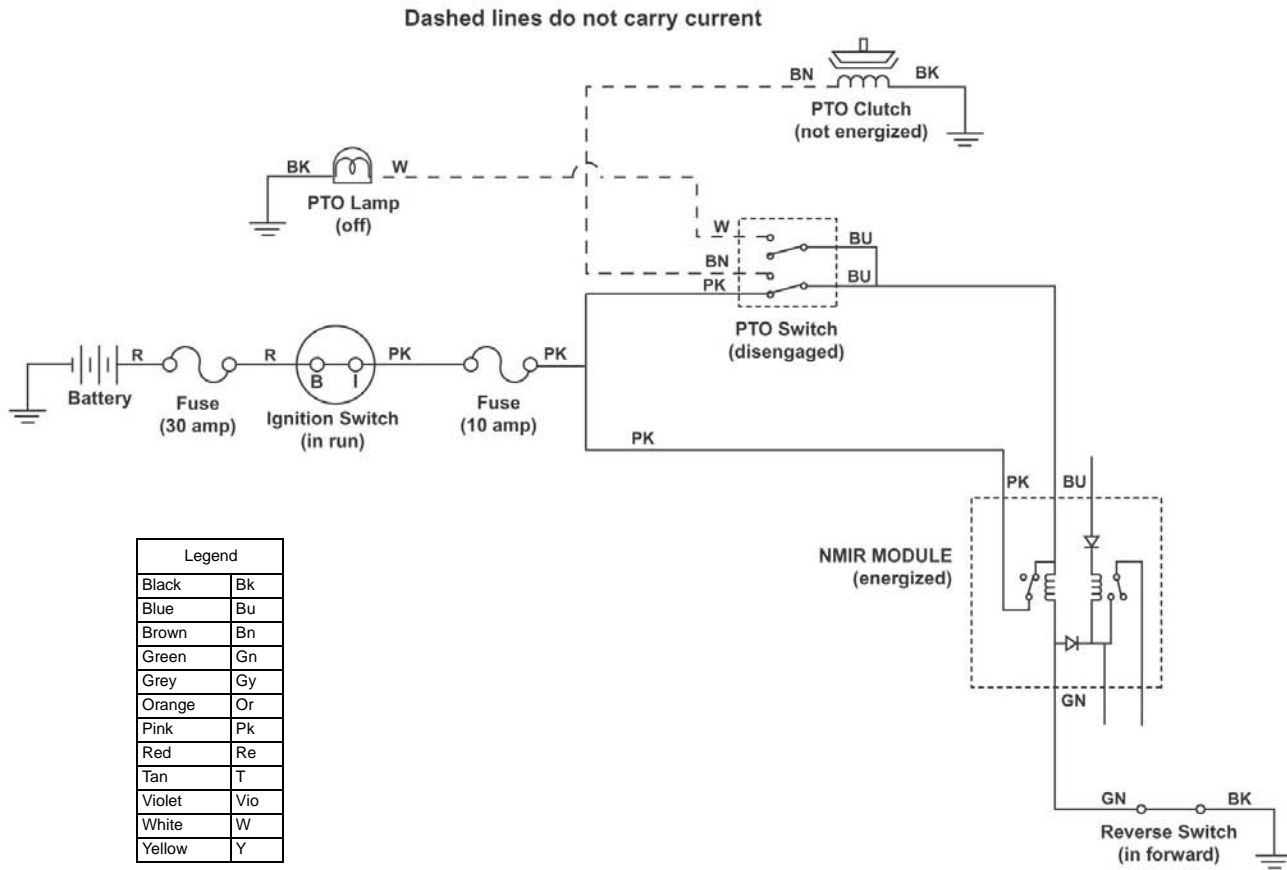 Dashed lines do not carry current
BN
BK
PTO Clutch
(not energized)
BK
W
PTO Lamp
(off)
W
BU
BN
BU
PK
PTO Switch
(disengaged)
R
R
PK
PK
B
I
Battery
Fuse
(30 amp)
Ignition Switch
(in run)
Fuse
(10 amp)
PK
PK
BU
NMIR MODULE
(energized)
GN
GN
BK
Reverse Switch
(in forward)
Legend
Black Bk
Blue Bu
Brown Bn
Green Gn
Grey Gy
Orange Or
Pink Pk
Red Re
Tan T
Violet Vio
White W
Yellow Y